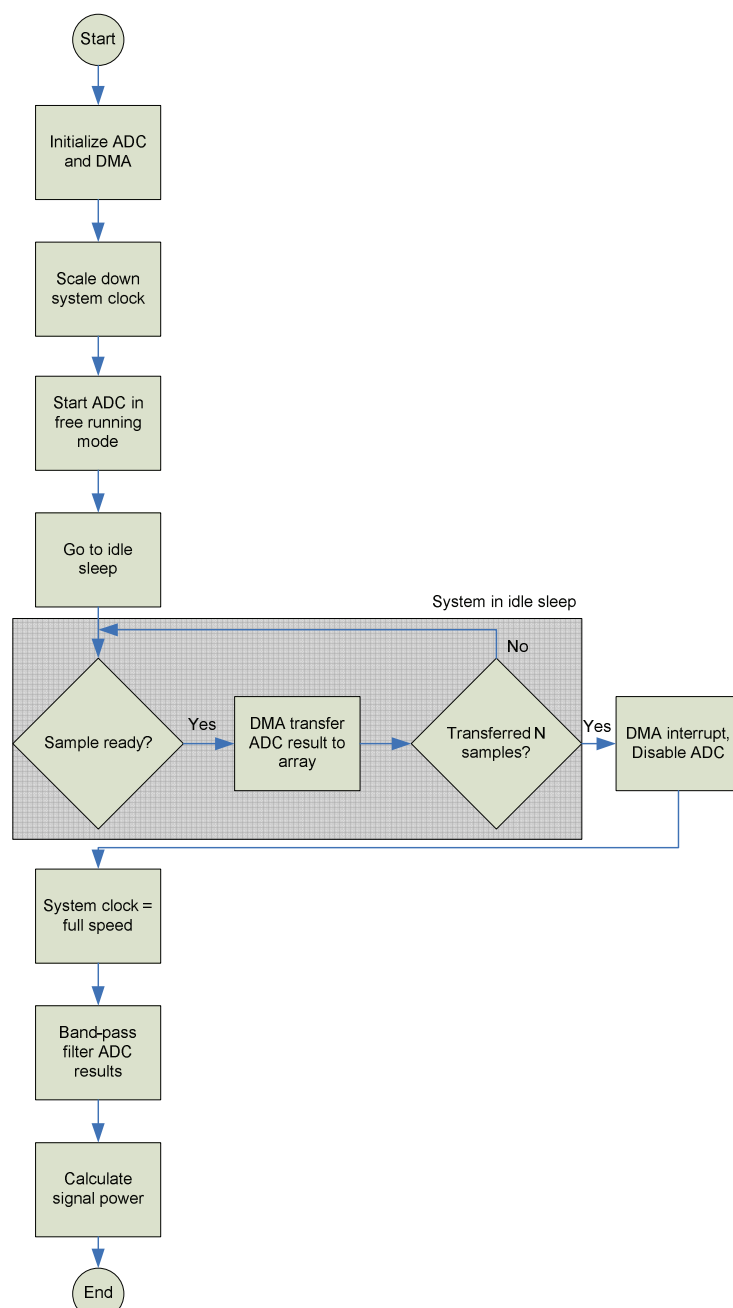 Start
Initialize ADC
and DMA
Scale down
system clock
Start ADC in
free running
mode
Go to idle
sleep
System in idle sleep
No
Sample ready?
Yes
DMA transfer
ADC result to
array
Transferred N
samples?
Yes
DMA interrupt,
Disable ADC
System clock =
full speed
Band-pass
filter ADC
results
Calculate
signal power
End